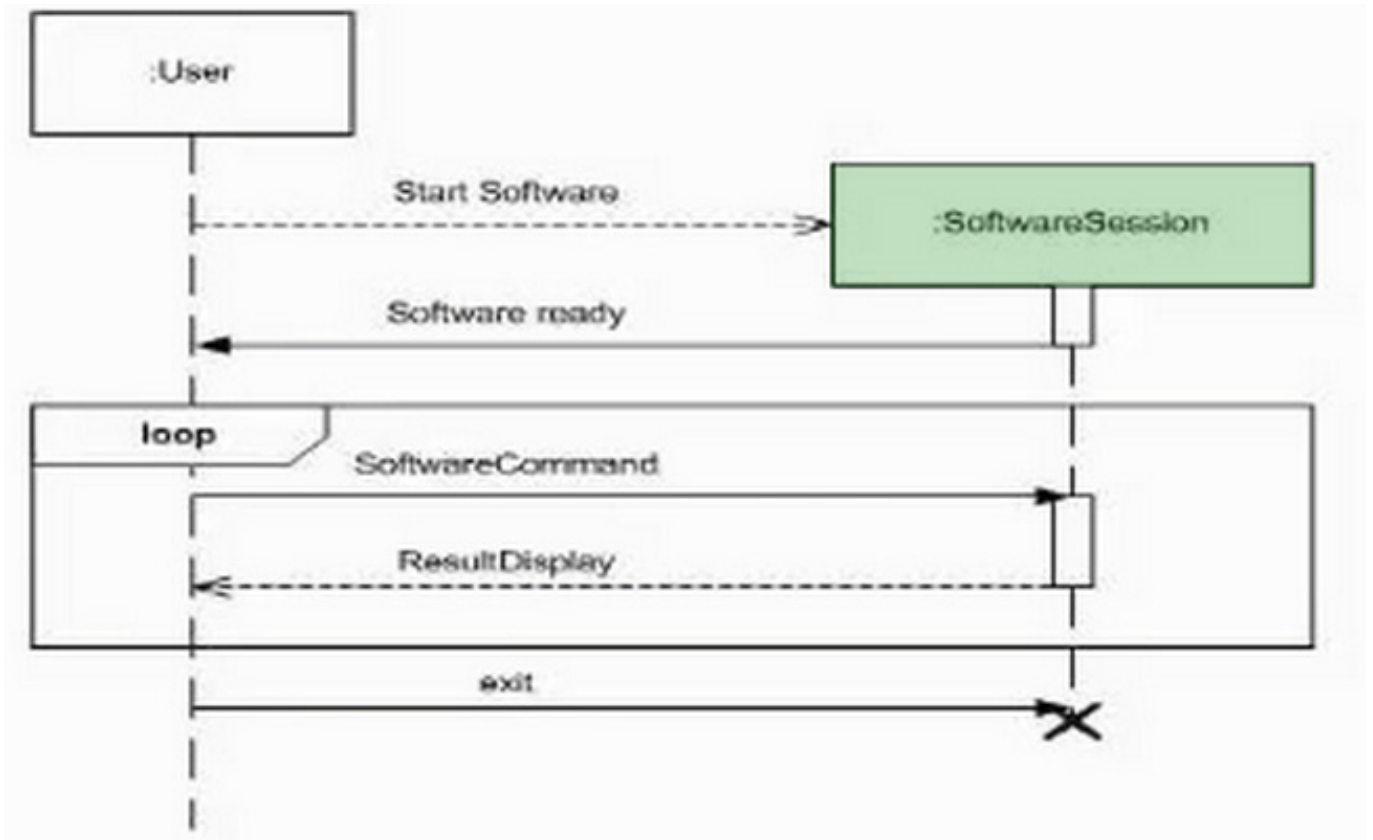 :User
Start Software
:SoftwareSession
Software ready
loop
SoftwareCommand
ResultDisplay
exit